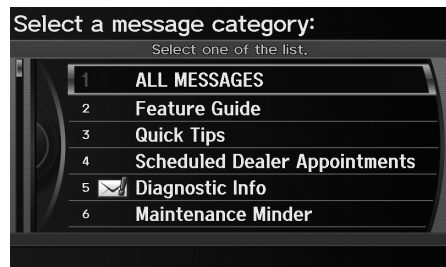 Select a message category:
Select one of the list.
1 ALL MESSAGES
2 Feature Guide
3 Quick Tips
4 Scheduled Dealer Appointments
5 Diagnostic Info
6 Maintenance Minder